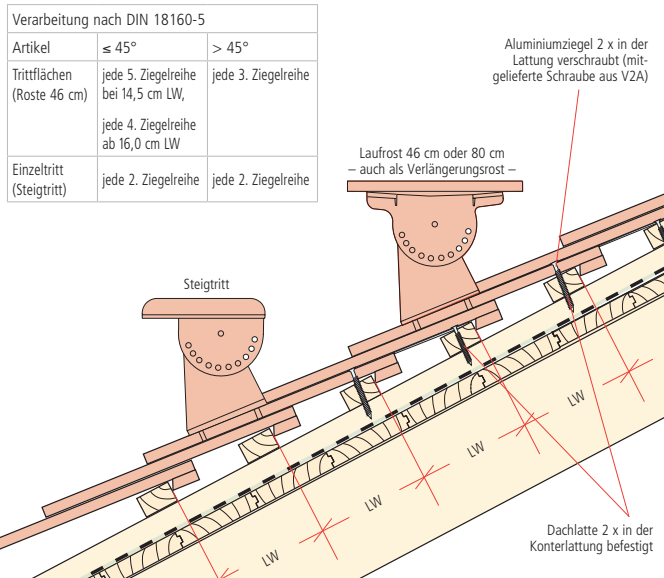 Verarbeitung nach DIN 18160-5
Artikel ≤ 45° > 45°
Trittflächen jede 5. Ziegelreihe jede 3. Ziegelreihe
(Roste 46 cm) bei 14,5 cm LW,
jede 4. Ziegelreihe
ab 16,0 cm LW
Einzeltritt
(Steigtritt) jede 2. Ziegelreihe jede 2. Ziegelreihe
Aluminiumziegel 2 x in der
Lattung verschraubt (mit-
gelieferte Schraube aus V2A)
Laufrost 46 cm oder 80 cm
– auch als Verlängerungsrost –
Steigtritt
LW
LW
LW
LW
Dachlatte 2 x in der
Konterlattung befestigt